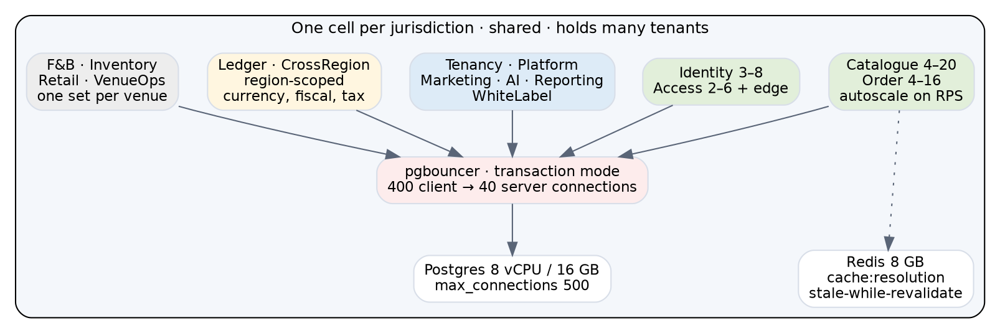 One cell per jurisdiction · shared · holds many tenants
F&B · Inventory
Retail · VenueOps
one set per venue
Ledger · CrossRegion
region-scoped
currency, fiscal, tax
Tenancy · Platform
Marketing · AI · Reporting
WhiteLabel
Identity 3–8
Access 2–6 + edge
Catalogue 4–20
Order 4–16
autoscale on RPS
pgbouncer · transaction mode
400 client → 40 server connections
Postgres 8 vCPU / 16 GB
max_connections 500
Redis 8 GB
cache:resolution
stale-while-revalidate